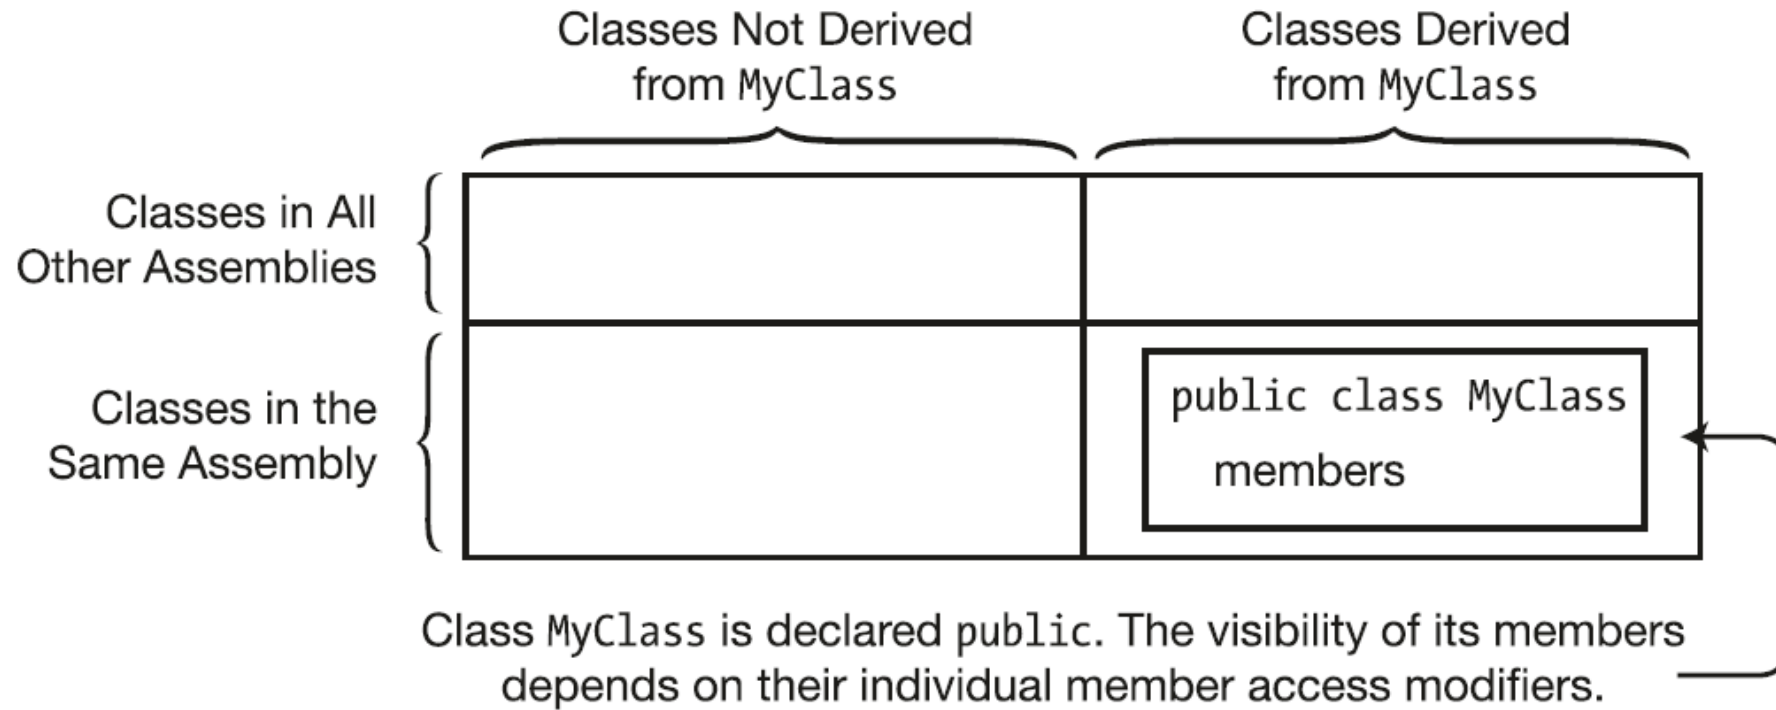 Classes Not Derived
from MyClass
Classes Derived
from MyClass
Classes in All
Other Assemblies
Classes in the
Same Assembly
public class MyClass
members
Class MyClass is declared public. The visibility of its members
depends on their individual member access modifiers.